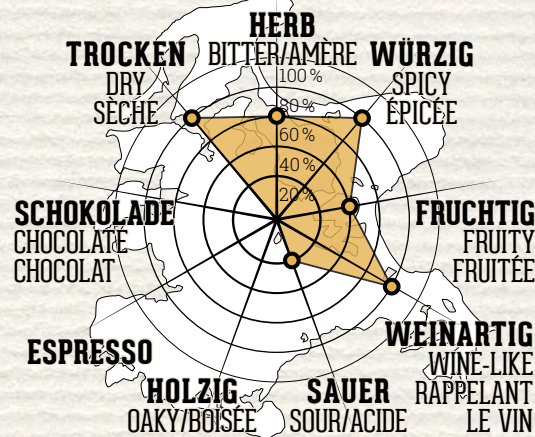 HERB
BITTER/AMÈRE
TROCKEN
DRY
SÈCHE
WÜRZIG
SPICY
ÉPICÉE
100 %
80 %
60 %
40 %
20 %
SCHOKOLADE
CHOCOLATE
CHOCOLAT
FRUCHTIG
FRUITY
FRUITÉE
ESPRESSO
WEINARTIG
WINE-LIKE
RAPPELANT
LE VIN
HOLZIG
OAKY/BOISÉE
SAUER
SOUR/ACIDE